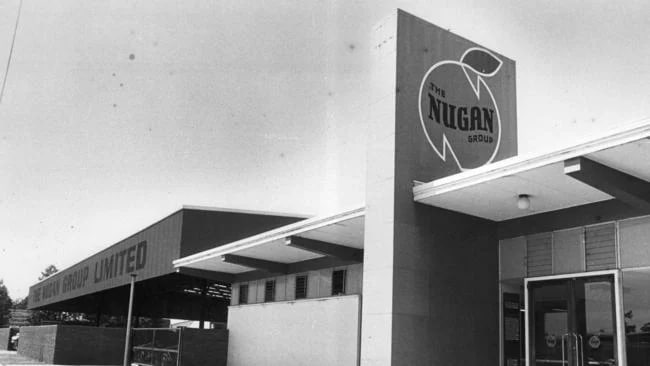 THE NUGAN GROUP LIMITED
THE
NUGAN
GROUP